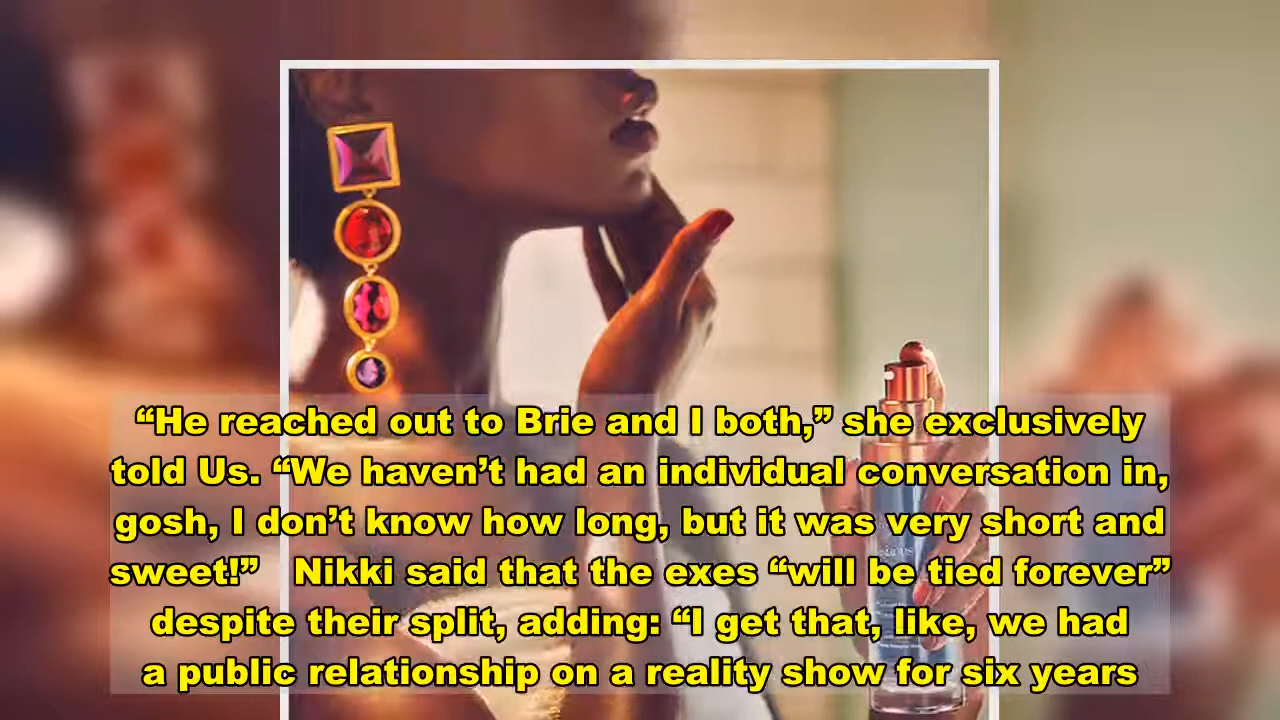 “He reached out to Brie and I both,” she exclusively
told Us. “We haven’t had an individual conversation in,
gosh, I don’t know how long, but it was very short and
sweet!” Nikki said that the exes “will be tied forever”
despite their split, adding: “I get that, like, we had
a public relationship on a reality show for six years